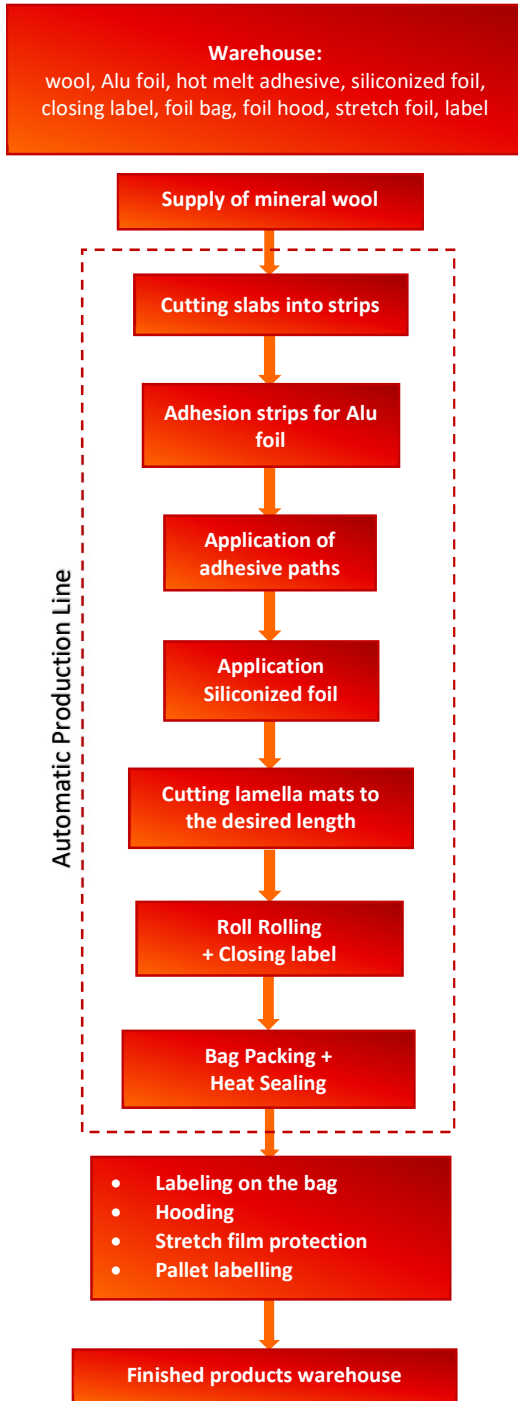 Warehouse:
wool, Alu foil, hot melt adhesive, siliconized foil,
closing label, foil bag, foil hood, stretch foil, label
Supply of mineral wool
Automatic Production Line
Cutting slabs into strips
Adhesion strips for Alu
foil
Application of
adhesive paths
Application
Siliconized foil
Cutting lamella mats to
the desired length
Roll Rolling
+ Closing label
Bag Packing +
Heat Sealing
• Labeling on the bag
• Hooding
• Stretch film protection
• Pallet labelling
Finished products warehouse